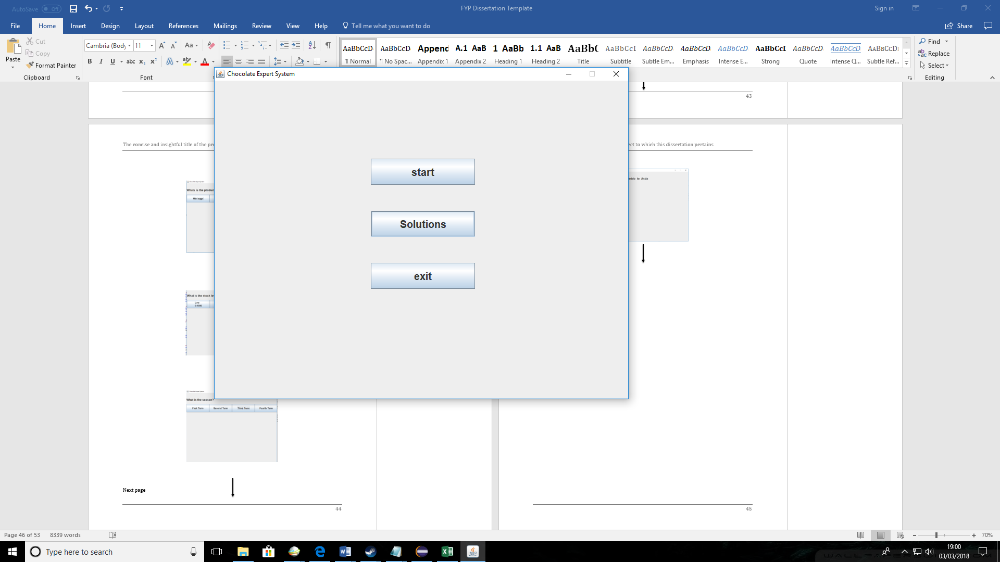 AutoSave Off
FYP Dissertation Template
Sign in
File Home Insert Design Layout References Mailings Review View Help Tell me what you want to do
Share
Paste
Cut
Copy
Format Painter
Clipboard
Cambria (Body 11
Font
AaBbCcD AaBbCcD Append A.1 AaB 1 AaBb 1.1 AaB AaBb( AaBbCcI AaBbCcD AaBbCcD AaBbCcD AaBbCcI AaBbCcD AaBbCcD AaBbCcDi
¶ Normal ¶ No Spac... Appendix 1 Appendix 2 Heading 1 Heading 2 Title Subtitle Subtle Em... Emphasis Intense E... Strong Quote Intense Q... Subtle Ref...
Find
Replace
Select
Editing
Chocolate Expert System
start
Solutions
exit
43
The concise and insightful title of the pro
ect to which this dissertation pertains
Whats is the product
Mint eggs
eddo to Anda
What is the stock le
Low
0-1000
What is the season?
First Term Second Term Third Term Fourth Term
Next page
44
45
Page 46 of 53 8339 words
70%
Type here to search
19:00
03/03/2018